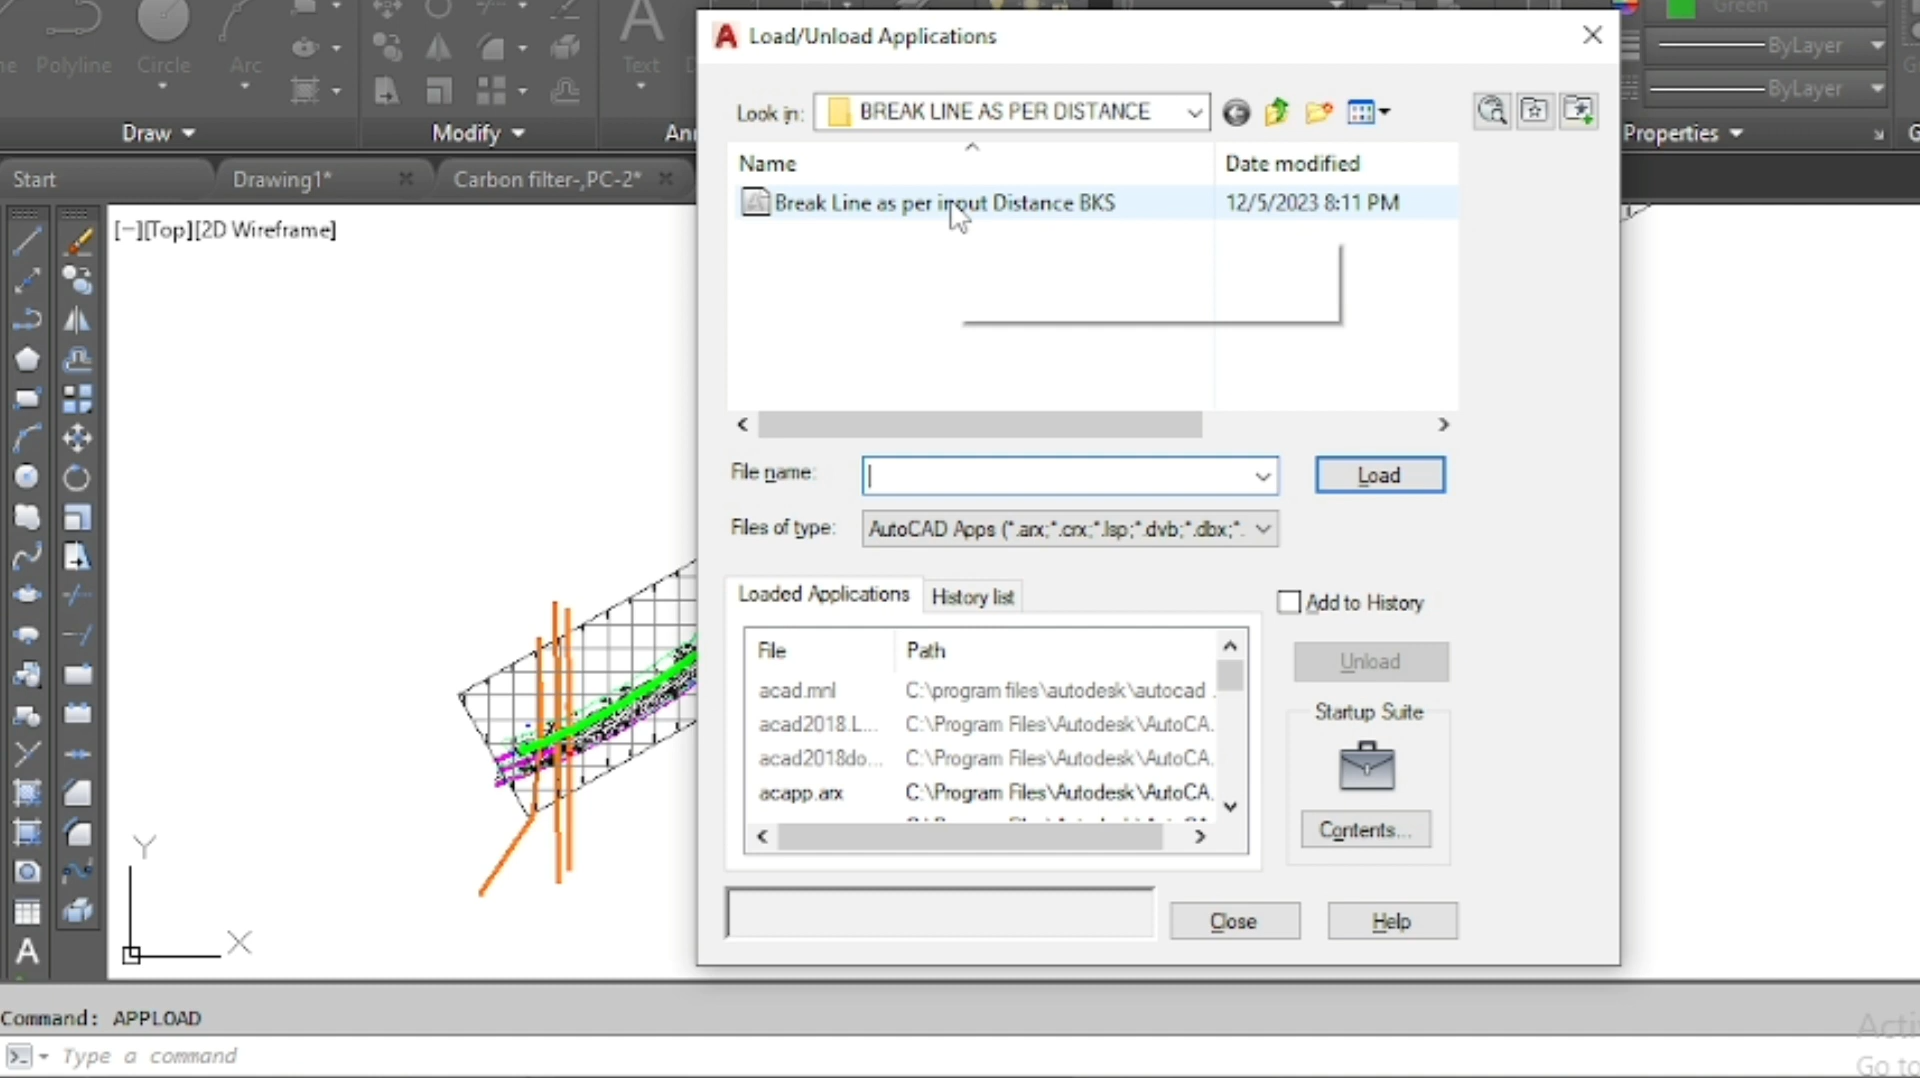 Green
Polyline
Circle
Arc
Text
ByLayer
ByLayer
Draw
Modify
Properties
Start
Drawing1*
Carbon filter-,PC-2*
[−][Top][2D Wireframe]
Load/Unload Applications
Look in:
BREAK LINE AS PER DISTANCE
Name
Date modified
Break Line as per input Distance BKS
12/5/2023 8:11 PM
File name:
Load
Files of type:
AutoCAD Apps (*.arx;*.crx;*.lsp;*.dvb;*.dbx;*.
Loaded Applications
History list
Add to History
File
Path
acad.mnl
C:\program files\autodesk\autocad .
acad2018.L...
C:\Program Files\Autodesk\AutoCA.
acad2018do...
C:\Program Files\Autodesk\AutoCA.
acapp.arx
C:\Program Files\Autodesk\AutoCA.
Unload
Startup Suite
Contents...
Close
Help
Y
X
A
Command: APPLOAD
Type a command
Go to